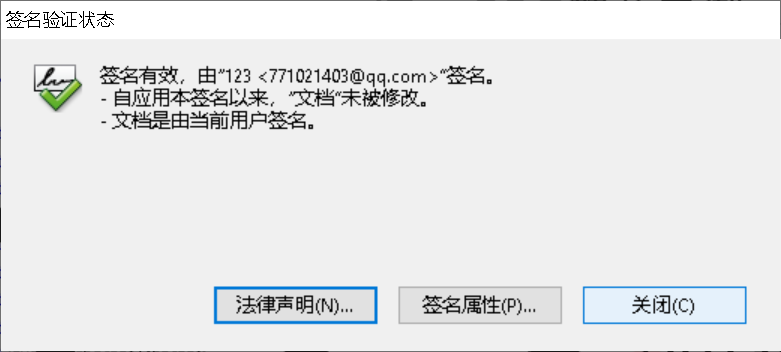 签名验证状态
签名有效，由"123 <771021403@qq.com>"签名。
- 自应用本签名以来，"文档"未被修改。
- 文档是由当前用户签名。
法律声明(N)... 签名属性(P)... 关闭(C)